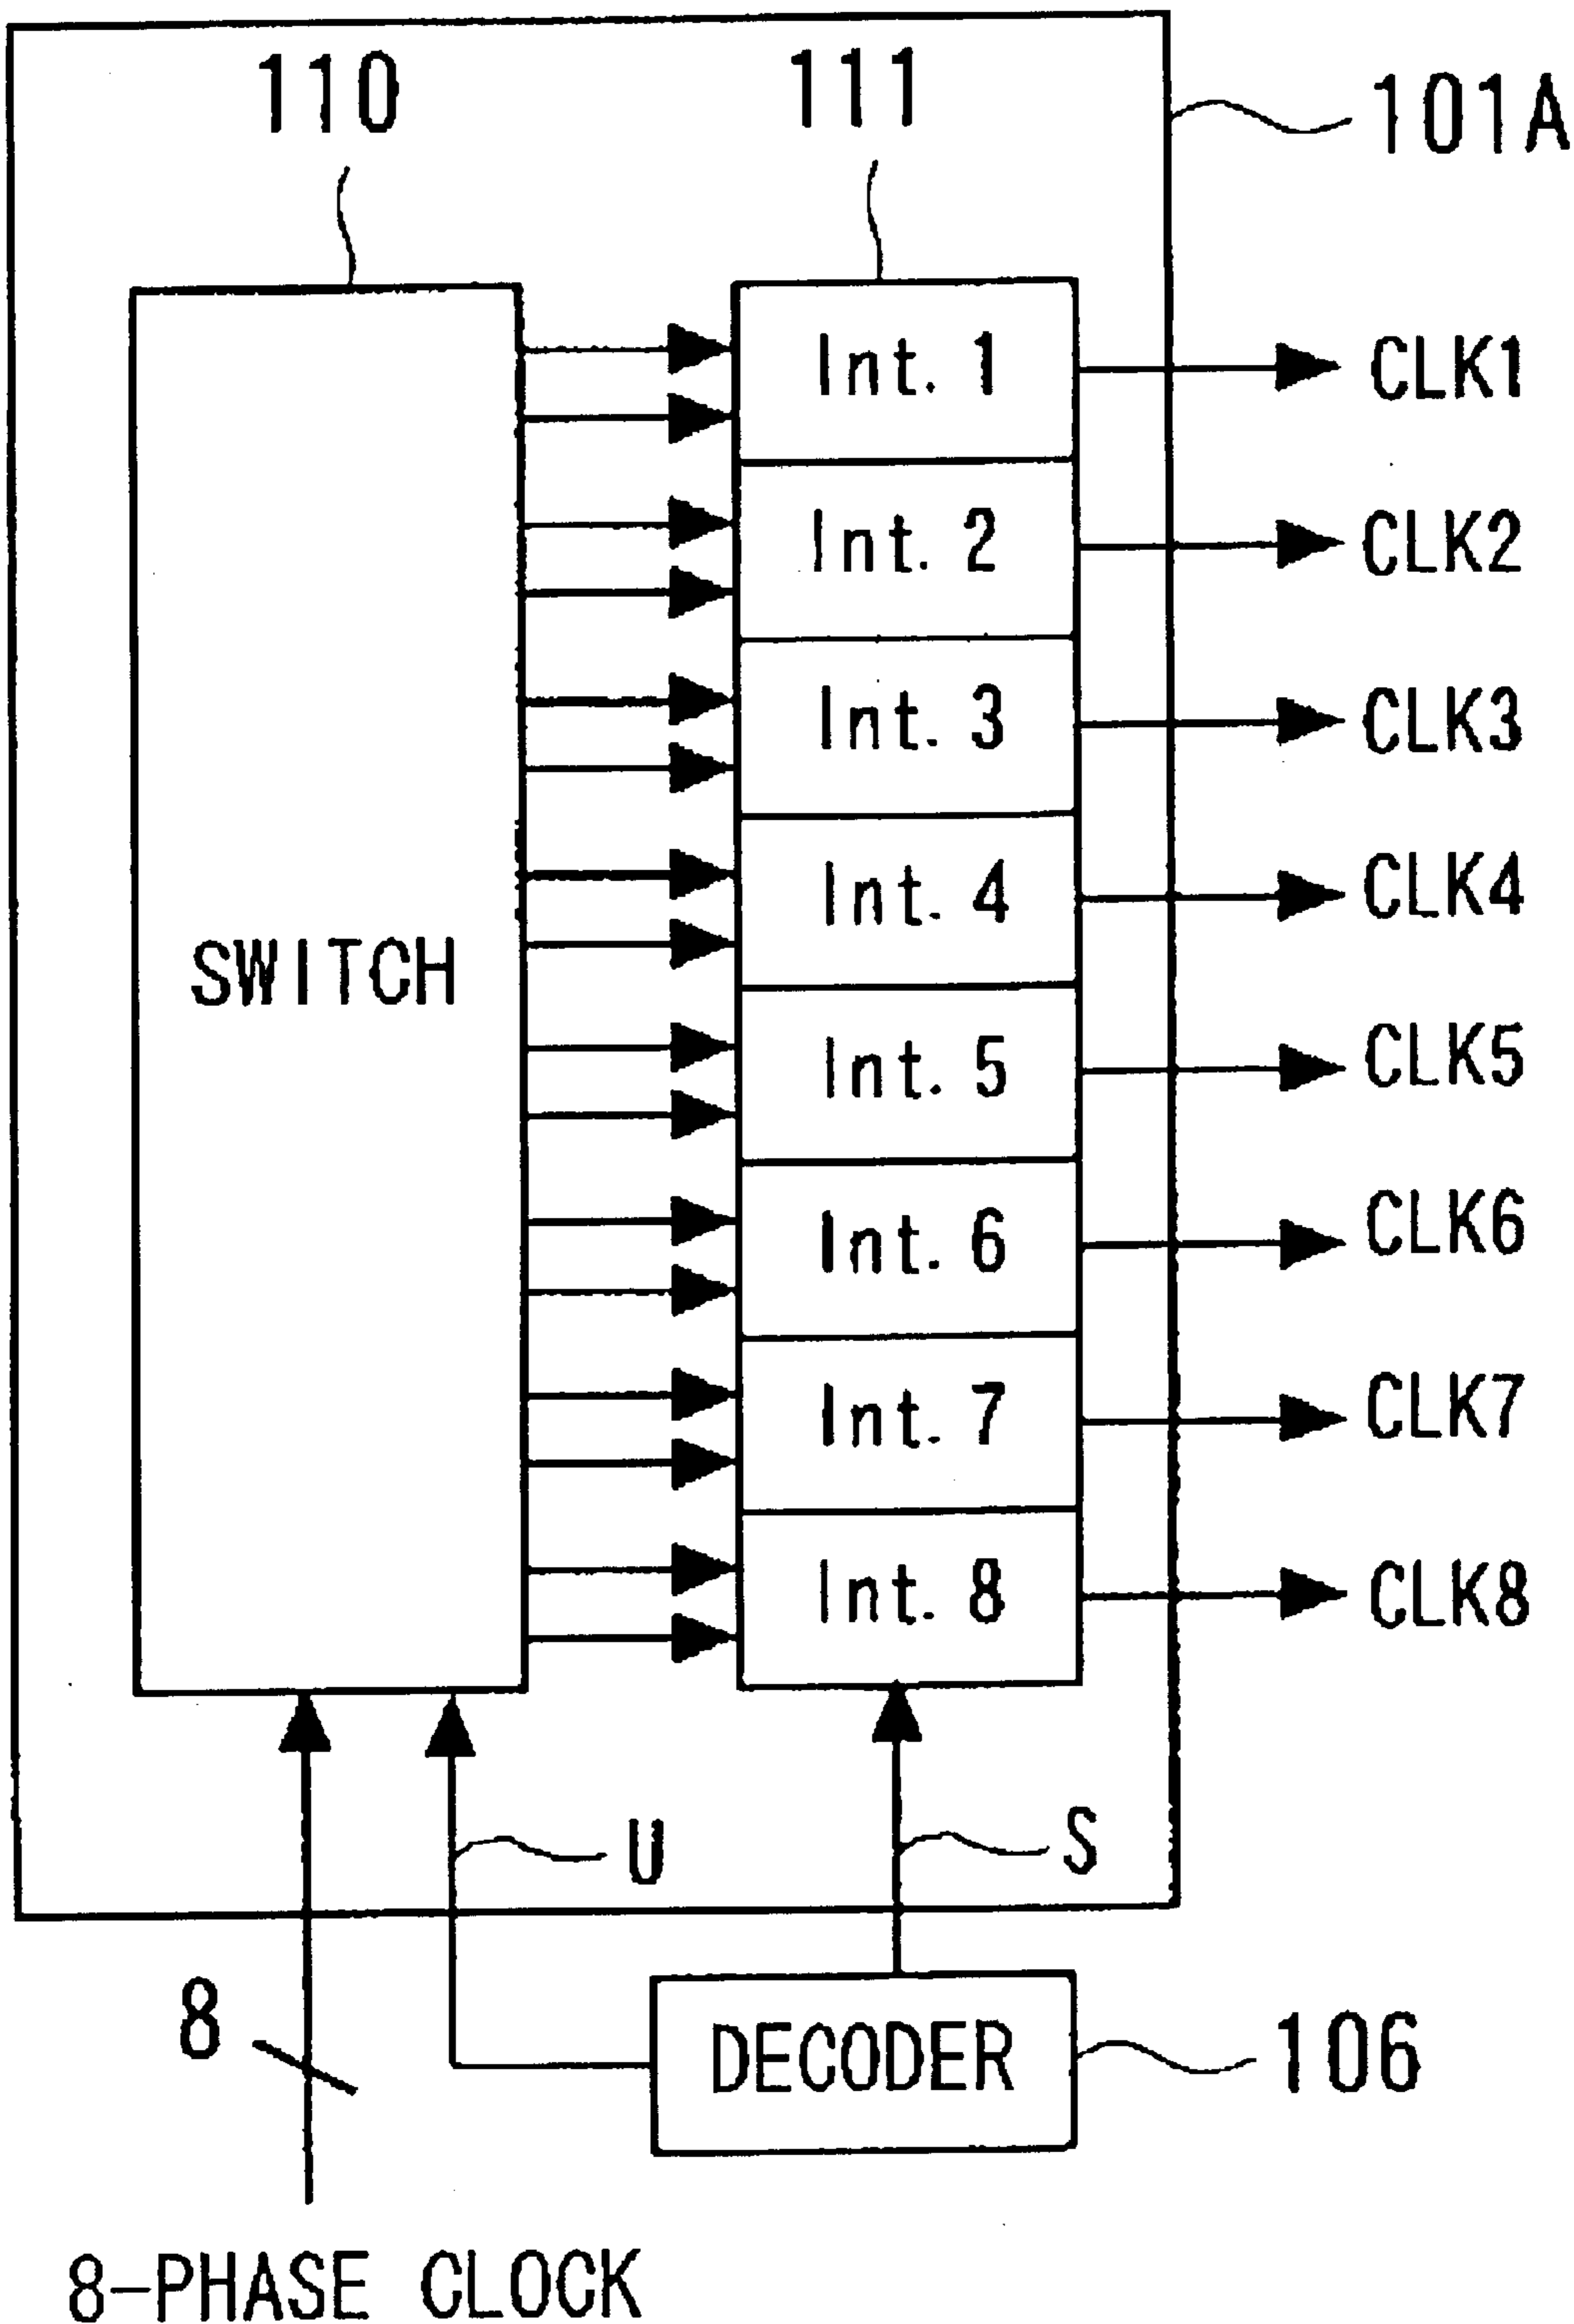 110
111
101A
SWITCH
Int. 1
Int. 2
Int. 3
Int. 4
Int. 5
Int. 6
Int. 7
Int. 8
CLK1
CLK2
CLK3
CLK4
CLK5
CLK6
CLK7
CLK8
U
S
8
DECODER
106
8-PHASE CLOCK